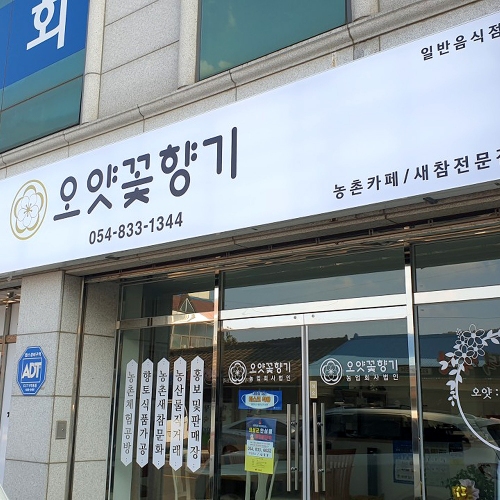 회
일반음식점
오얏꽃향기
054-833-1344
농촌카페/새참전문
ADT
농촌체험공방
향토식품가공
농촌새참문화
농산물직거래
홍보및판매장
오얏꽃향기
농업회사법인
오얏꽃향기
농업회사법인
오얏: